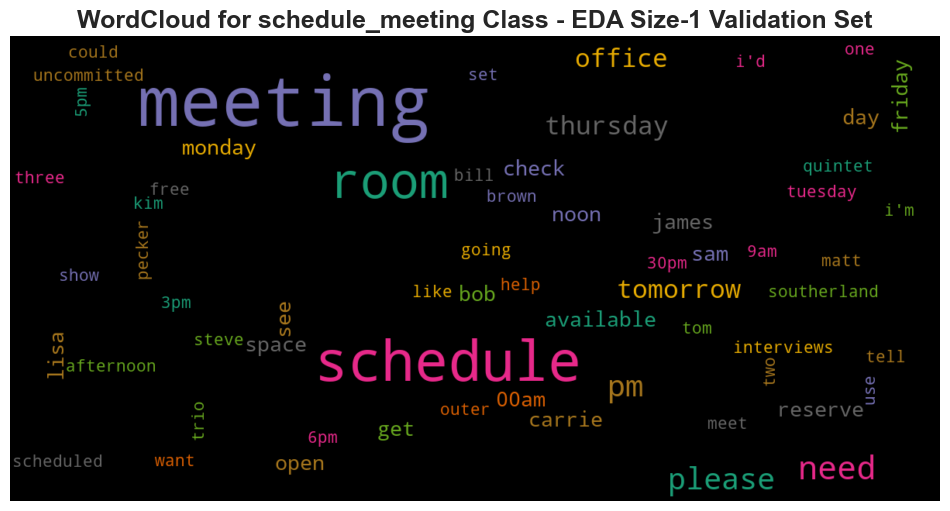 WordCloud for schedule_meeting Class - EDA Size-1 Validation Set
could
uncommitted
5pm
meeting
set
office
i'd
one
friday
day
thursday
monday
room
bill
check
brown
noon
quintet
tuesday
i'm
three
free
kim
pecker
show
3pm
james
going
30pm
sam
9am
matt
like
bob
help
tomorrow
southerland
see
steve
space
lisa
afternoon
available
tom
interviews
two
tell
use
schedule
pm
00am
outer
carrie
reserve
meet
trio
6pm
get
scheduled
want
open
please
need